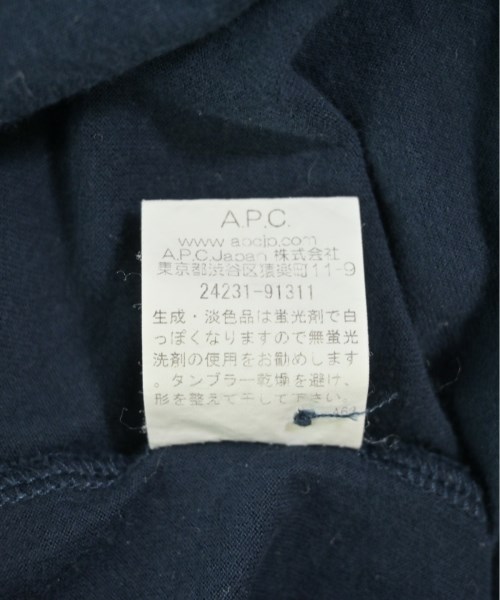 A.P.C.
www.apcjp.com
A.P.C.Japan 株式会社
東京都渋谷区猿楽町11-9
24231-91311
生成・淡色品は蛍光剤で白
っぽくなりますので無蛍光
洗剤の使用をお勧めします
。タンブラー乾燥を避け、
形を整えて干して下さい。